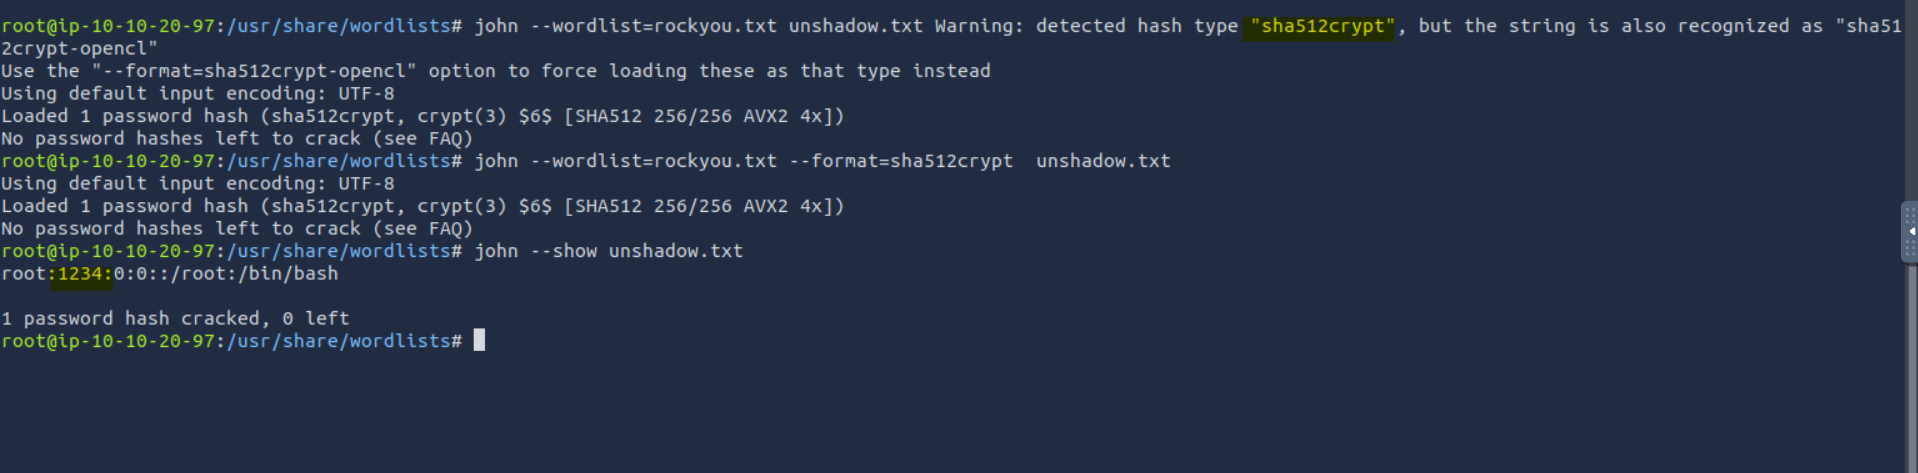 root@ip-10-10-20-97:/usr/share/wordlists# john --wordlist=rockyou.txt unshadow.txt Warning: detected hash type "sha512crypt", but the string is also recognized as "sha51
2crypt-opencl"
Use the "--format=sha512crypt-opencl" option to force loading these as that type instead
Using default input encoding: UTF-8
Loaded 1 password hash (sha512crypt, crypt(3) $6$ [SHA512 256/256 AVX2 4x])
No password hashes left to crack (see FAQ)
root@ip-10-10-20-97:/usr/share/wordlists# john --wordlist=rockyou.txt --format=sha512crypt  unshadow.txt
Using default input encoding: UTF-8
Loaded 1 password hash (sha512crypt, crypt(3) $6$ [SHA512 256/256 AVX2 4x])
No password hashes left to crack (see FAQ)
root@ip-10-10-20-97:/usr/share/wordlists# john --show unshadow.txt
root:1234:0:0::/root:/bin/bash
1 password hash cracked, 0 left
root@ip-10-10-20-97:/usr/share/wordlists#